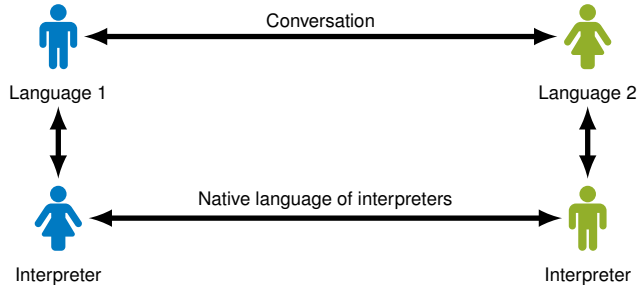 Conversation
Language 1
Language 2
Native language of interpreters
Interpreter
Interpreter